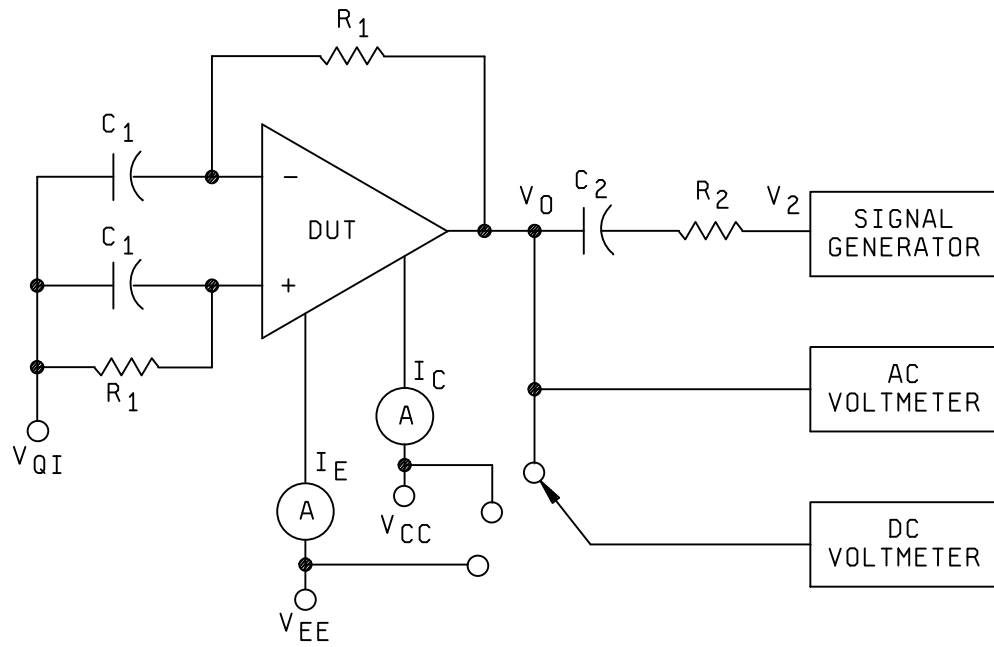 R1
C1
−
C1
DUT
+
R1
VQI
VO
C2
R2
V2
SIGNAL
GENERATOR
IC
A
AC
VOLTMETER
IE
A
VCC
DC
VOLTMETER
VEE